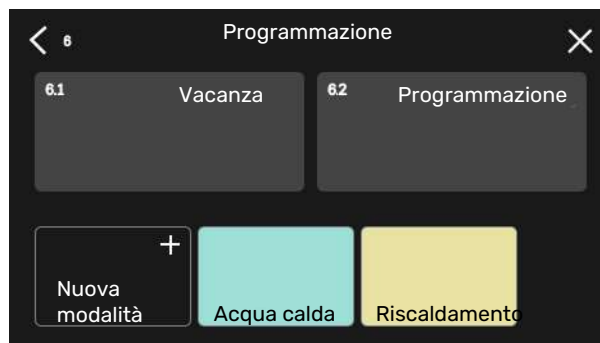 6 Programmazione
6.1 Vacanza
6.2 Programmazione
Nuova
modalità
Acqua calda
Riscaldamento